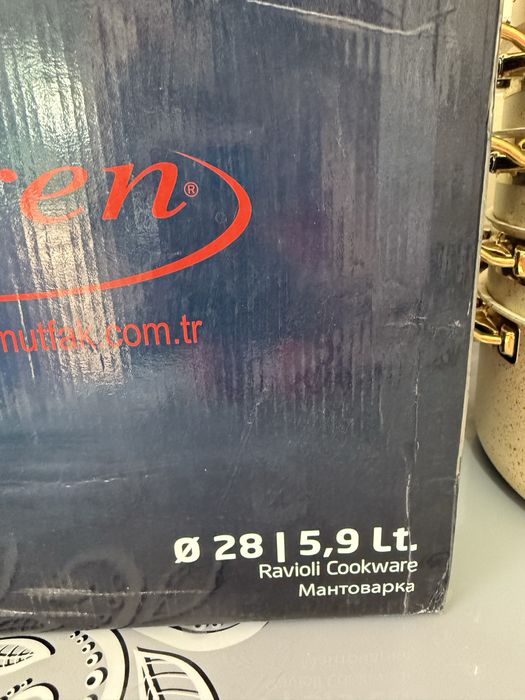 ren®
mutfak.com.tr
Ø 28 | 5,9 Lt.
Ravioli Cookware
Мантоварка